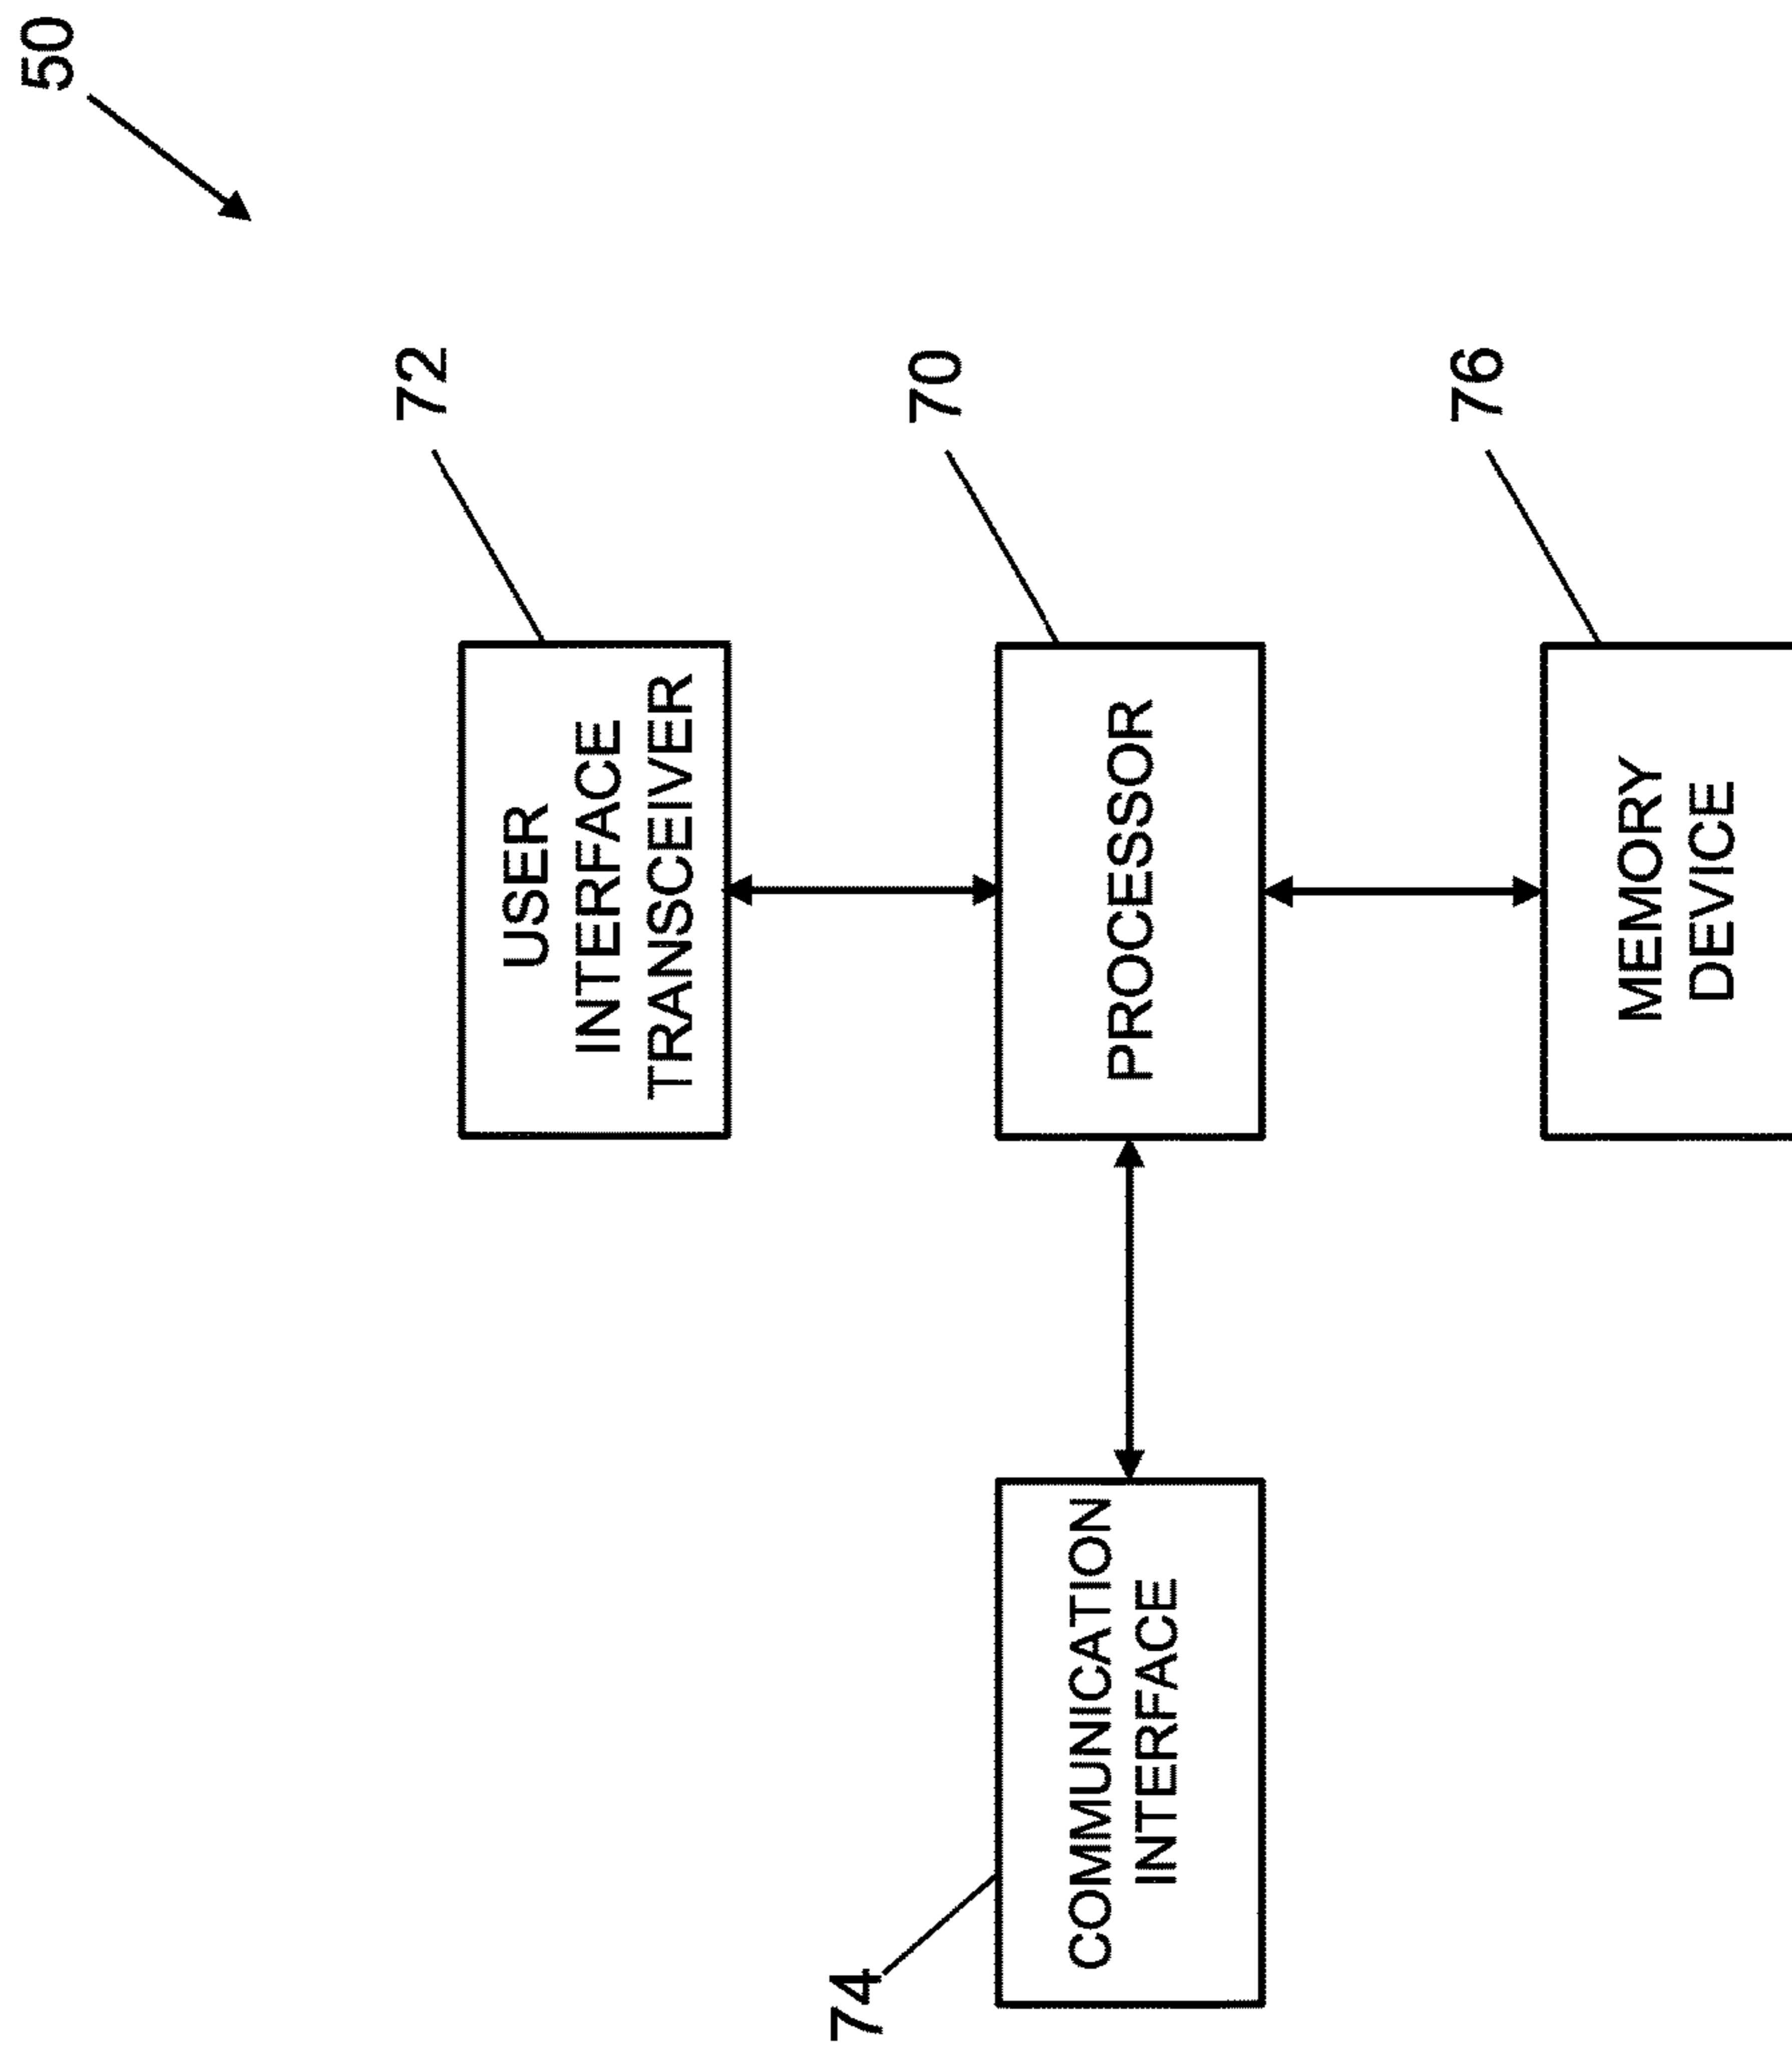 50
72
USER
INTERFACE
TRANSCEIVER
74
COMMUNICATION
INTERFACE
70
PROCESSOR
76
MEMORY
DEVICE